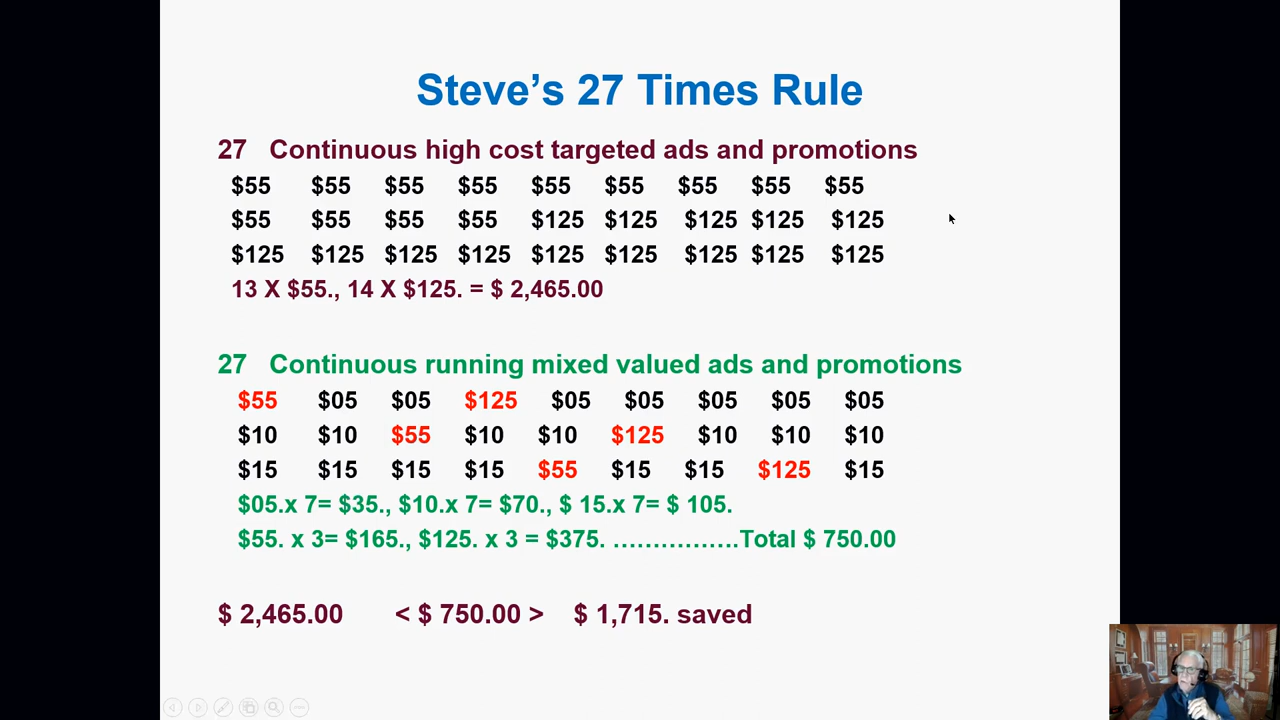 Steve’s 27 Times Rule
27 Continuous high cost targeted ads and promotions
$55 $55 $55 $55 $55 $55 $55 $55 $55
$55 $55 $55 $55 $125 $125 $125 $125 $125
$125 $125 $125 $125 $125 $125 $125 $125 $125
13 X $55., 14 X $125. = $ 2,465.00
27 Continuous running mixed valued ads and promotions
$55 $05 $05 $125 $05 $05 $05 $05 $05
$10 $10 $55 $10 $10 $125 $10 $10 $10
$15 $15 $15 $15 $55 $15 $15 $125 $15
$05.x 7= $35., $10.x 7= $70., $ 15.x 7= $ 105.
$55. x 3= $165., $125. x 3 = $375. ................Total $ 750.00
$ 2,465.00 < $ 750.00 > $ 1,715. saved